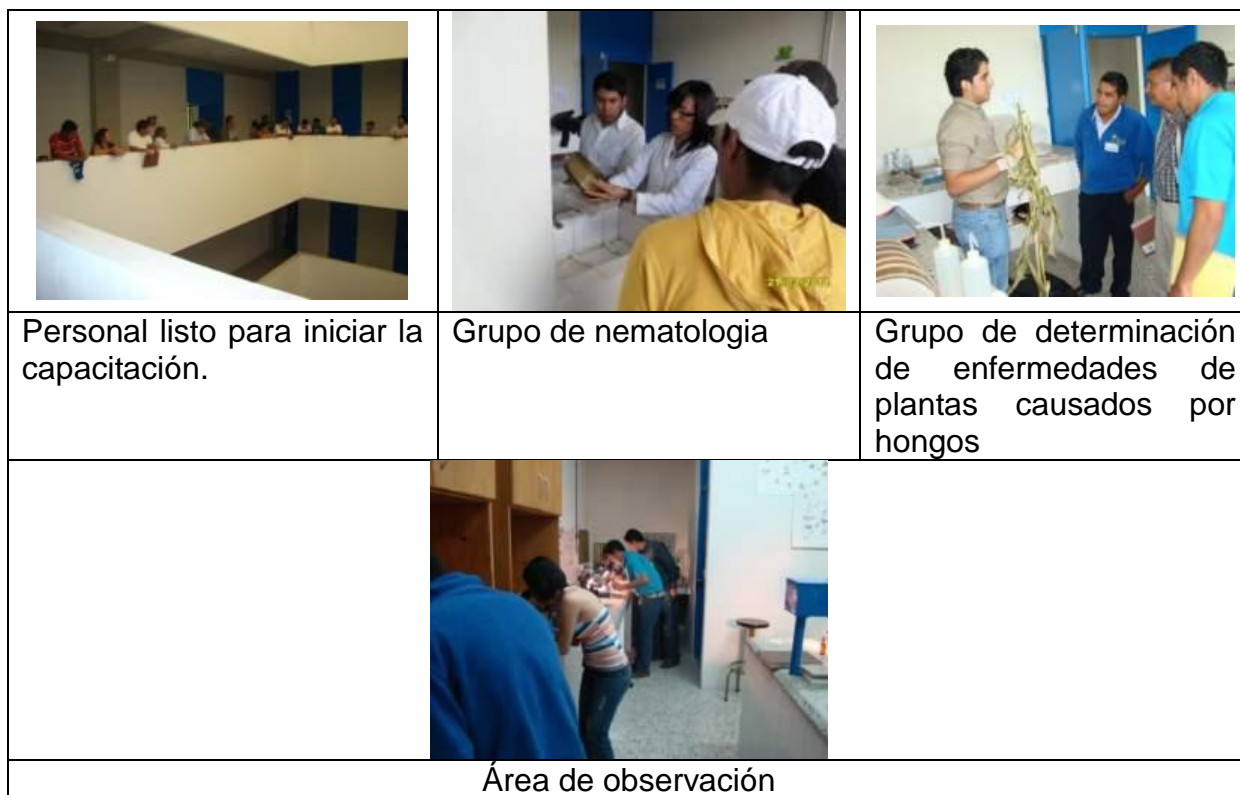 Personal listo para iniciar la
capacitación.
Grupo de nematologia
Grupo de determinación
de enfermedades de
plantas causados por
hongos
Área de observación